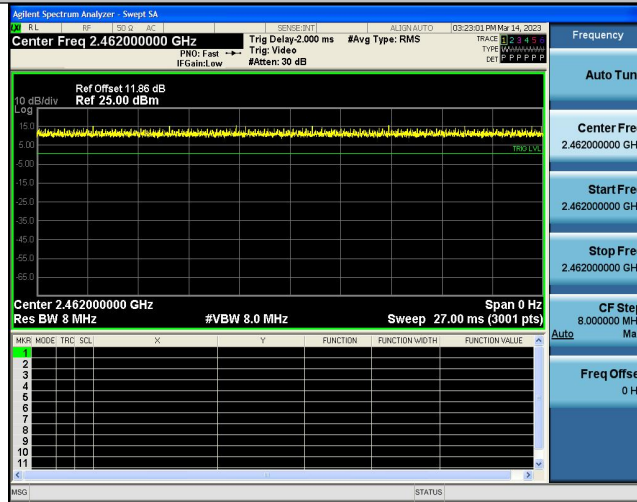 Agilent Spectrum Analyzer - Swept SA
RL RF 50 Ω AC SENSE:INT ALIGN AUTO 03:23:01 PM Mar 14, 2023
Center Freq 2.462000000 GHz
PNO: Fast
IFGain:Low
Trig Delay-2.000 ms
Trig: Video
#Atten: 30 dB
#Avg Type: RMS
TRACE 1 2 3 4 5 6
TYPE
DET P P P P P P
Ref Offset 11.86 dB
10 dB/div Ref 25.00 dBm
Log
15.0
5.00
TRIG LVL
-5.00
-15.0
-25.0
-35.0
-45.0
-55.0
-65.0
Center 2.462000000 GHz Span 0 Hz
Res BW 8 MHz #VBW 8.0 MHz Sweep 27.00 ms (3001 pts)
MKR MODE TRC SCL X Y FUNCTION FUNCTION WIDTH FUNCTION VALUE
1
2
3
4
5
6
7
8
9
10
11
MSG STATUS
Frequency
Auto Tun
Center Fre
2.462000000 GH
Start Fre
2.462000000 GH
Stop Fre
2.462000000 GH
CF Step
8.000000 MH
Auto Ma
Freq Offse
0 H